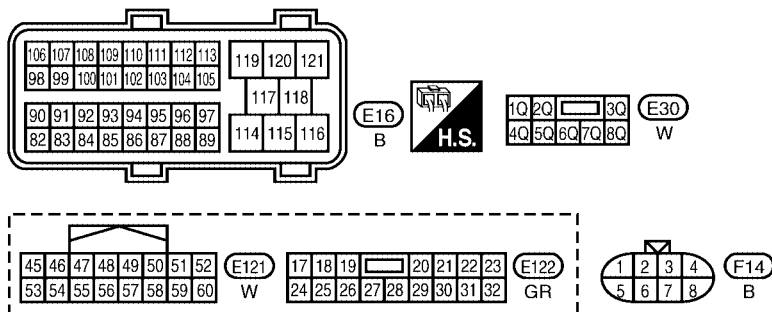 106 107 108 109 110 111 112 113 119 120 121
98 99 100 101 102 103 104 105
117 118
90 91 92 93 94 95 96 97
82 83 84 85 86 87 88 89 114 115 116
E16
B
H.S.
1Q 2Q 3Q
4Q 5Q 6Q 7Q 8Q
E30
W
45 46 47 48 49 50 51 52
53 54 55 56 57 58 59 60
E121
W
17 18 19 20 21 22 23
24 25 26 27 28 29 30 31 32
E122
GR
1 2 3 4
5 6 7 8
F14
B